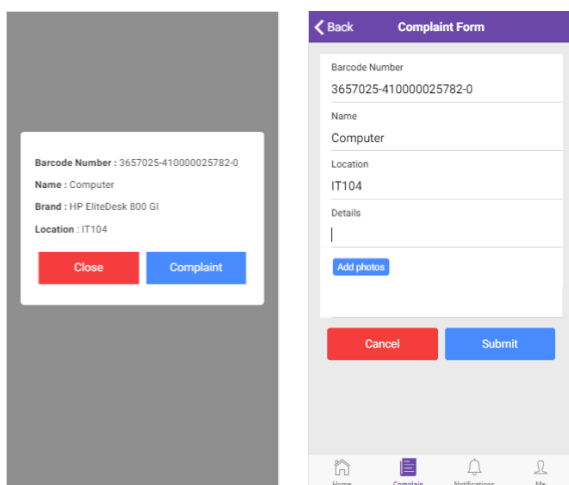 Barcode Number : 3657025-410000025782-0
Name : Computer
Brand : HP EliteDesk 800 GI
Location : IT104
Close
Complaint
Back
Complaint Form
Barcode Number
3657025-410000025782-0
Name
Computer
Location
IT104
Details
Add photos
Cancel
Submit
Home
Complain
Notifications
Me